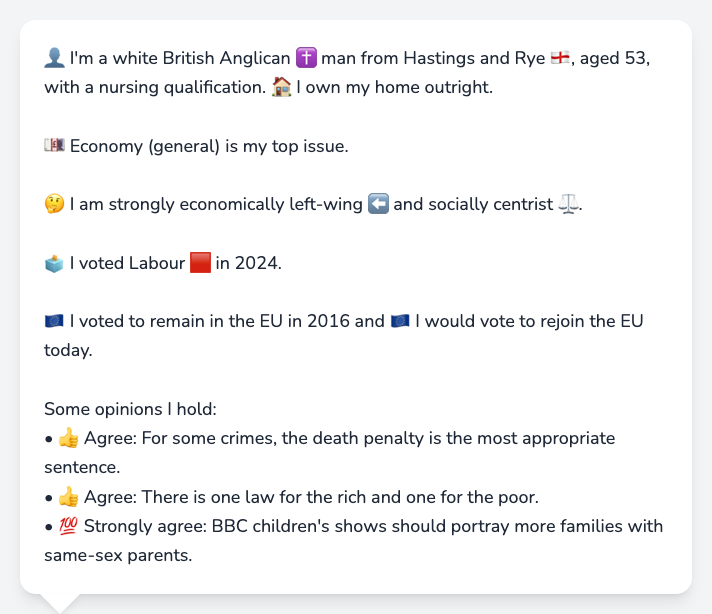 👤 I'm a white British Anglican ✝️ man from Hastings and Rye 🏴󠁧󠁢󠁥󠁮󠁧󠁿, aged 53,
with a nursing qualification. 🏠 I own my home outright.
💷 Economy (general) is my top issue.
🤔 I am strongly economically left-wing ⬅️ and socially centrist ⚖️.
🗳️ I voted Labour 🟥 in 2024.
🇪🇺 I voted to remain in the EU in 2016 and 🇪🇺 I would vote to rejoin the EU
today.
Some opinions I hold:
• 👍 Agree: For some crimes, the death penalty is the most appropriate
sentence.
• 👍 Agree: There is one law for the rich and one for the poor.
• 💯 Strongly agree: BBC children's shows should portray more families with
same-sex parents.